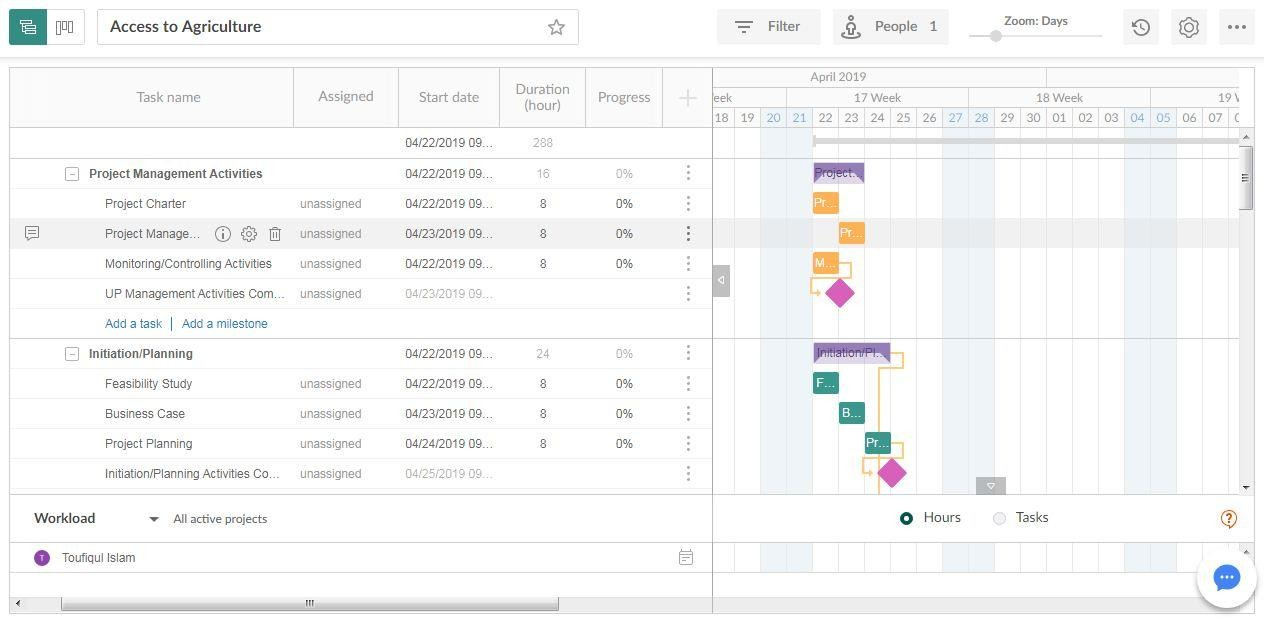 Access to Agriculture
Filter
People 1
Zoom: Days
Task name Assigned Start date Duration (hour) Progress
April 2019
eek 17 Week 18 Week 19 W
18 19 20 21 22 23 24 25 26 27 28 29 30 01 02 03 04 05 06 07
04/22/2019 09... 288
Project Management Activities 04/22/2019 09... 16 0% Project...
Project Charter unassigned 04/22/2019 09... 8 0% Pr...
Project Manage... unassigned 04/23/2019 09... 8 0% Pr...
Monitoring/Controlling Activities unassigned 04/22/2019 09... 8 0% M...
UP Management Activities Com... unassigned 04/23/2019 09...
Add a task | Add a milestone
Initiation/Planning 04/22/2019 09... 24 0% Initiation/Pl...
Feasibility Study unassigned 04/22/2019 09... 8 0% F...
Business Case unassigned 04/23/2019 09... 8 0% B...
Project Planning unassigned 04/24/2019 09... 8 0% Pr...
Initiation/Planning Activities Co... unassigned 04/25/2019 09...
Workload All active projects Hours Tasks ?
T Toufiqul Islam